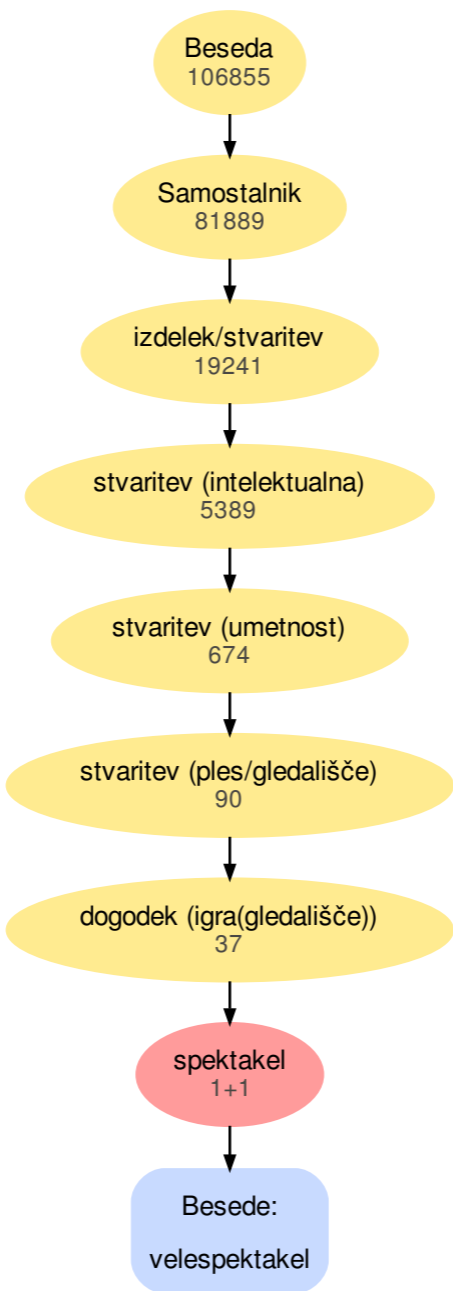 Beseda
106855
Samostalnik
81889
izdelek/stvaritev
19241
stvaritev (intelektualna)
5389
stvaritev (umetnost)
674
stvaritev (ples/gledališče)
90
dogodek (igra(gledališče))
37
spektakel
1+1
Besede:
velespektakel